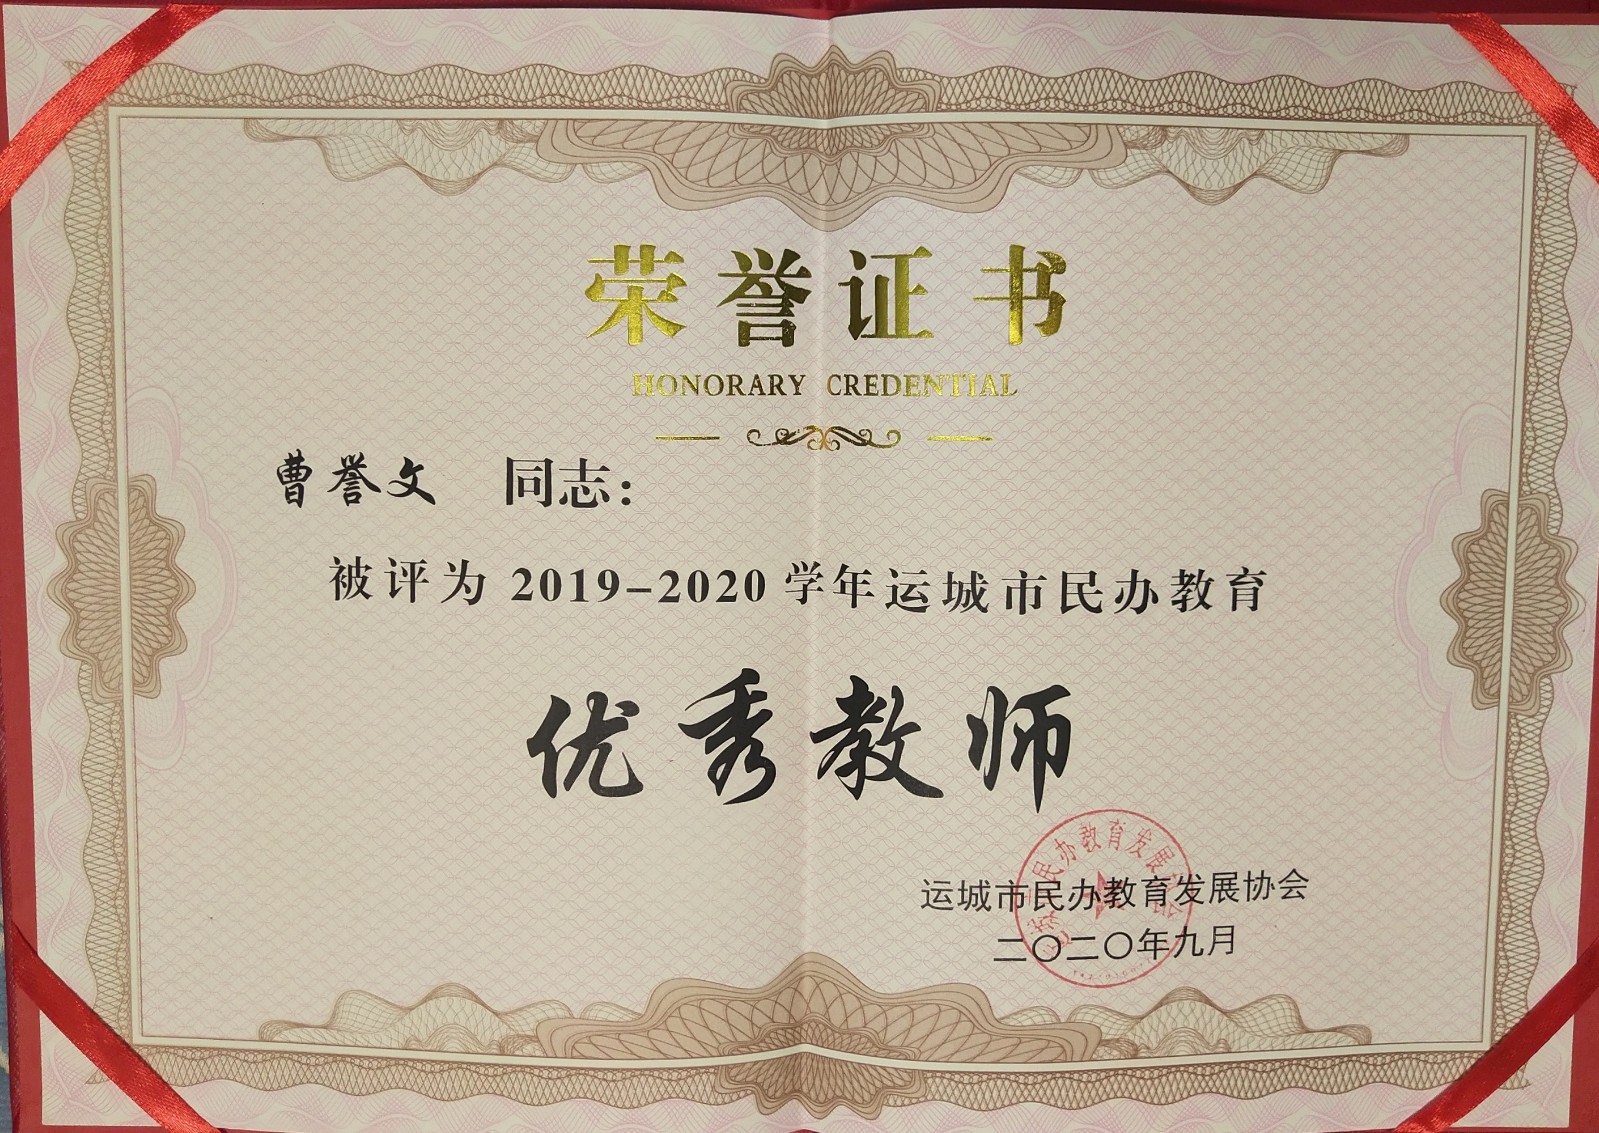 荣誉证书
HONORARY CREDENTIAL
曹誉文 同志：
被评为 2019-2020 学年运城市民办教育
优秀教师
运城市民办教育发展协会
二〇二〇年九月